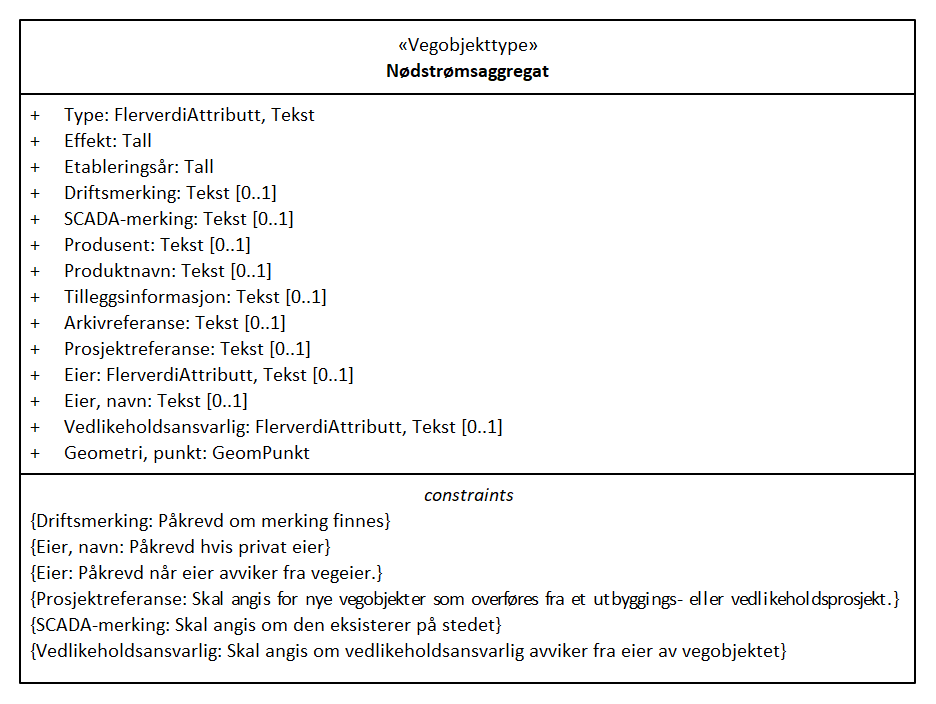 «Vegobjekttype»
Nødstrømsaggregat
+ Type: FlerverdiAttributt, Tekst
+ Effekt: Tall
+ Etableringsår: Tall
+ Driftsmerking: Tekst [0..1]
+ SCADA-merking: Tekst [0..1]
+ Produsent: Tekst [0..1]
+ Produktnavn: Tekst [0..1]
+ Tilleggsinformasjon: Tekst [0..1]
+ Arkivreferanse: Tekst [0..1]
+ Prosjektreferanse: Tekst [0..1]
+ Eier: FlerverdiAttributt, Tekst [0..1]
+ Eier, navn: Tekst [0..1]
+ Vedlikeholdsansvarlig: FlerverdiAttributt, Tekst [0..1]
+ Geometri, punkt: GeomPunkt
constraints
{Driftsmerking: Påkrevd om merking finnes}
{Eier, navn: Påkrevd hvis privat eier}
{Eier: Påkrevd når eier avviker fra vegeier.}
{Prosjektreferanse: Skal angis for nye vegobjekter som overføres fra et utbyggings- eller vedlikeholdsprosjekt.}
{SCADA-merking: Skal angis om den eksisterer på stedet}
{Vedlikeholdsansvarlig: Skal angis om vedlikeholdsansvarlig avviker fra eier av vegobjektet}